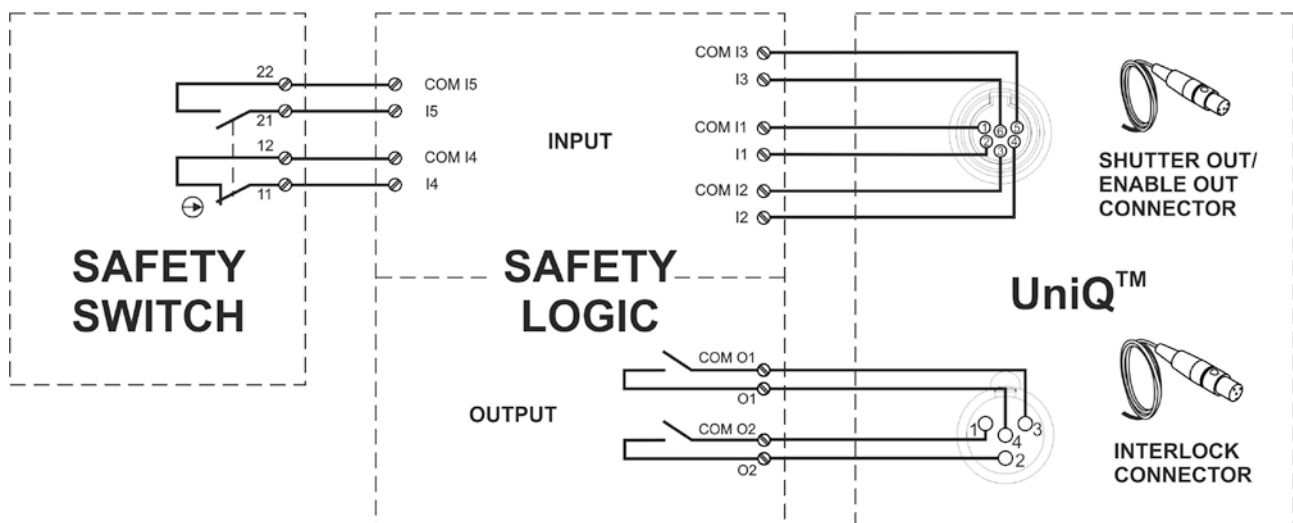 22
COM I5
21
I5
12
COM I4
11
I4
SAFETY
SWITCH
INPUT
COM I3
I3
COM I1
I1
COM I2
I2
1
6
5
2
3
4
SHUTTER OUT/
ENABLE OUT
CONNECTOR
SAFETY
LOGIC
UniQ™
OUTPUT
COM O1
O1
COM O2
O2
1
3
4
2
INTERLOCK
CONNECTOR